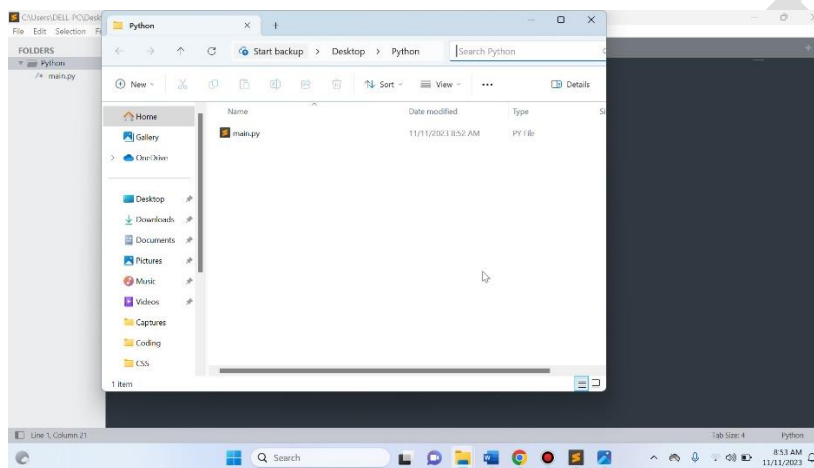 C:\Users\DELL PC\Desk
File Edit Selection
FOLDERS
Python
main.py
Python
Start backup > Desktop > Python
Search Python
New
Sort
View
Details
Name Date modified Type
main.py 11/11/2023 8:52 AM PY File
Home
Gallery
OneDrive
Desktop
Downloads
Documents
Pictures
Music
Videos
Captures
Coding
CSS
1 item
Line 1, Column 21
Tab Size: 4 Python
Search
8:53 AM
11/11/2023